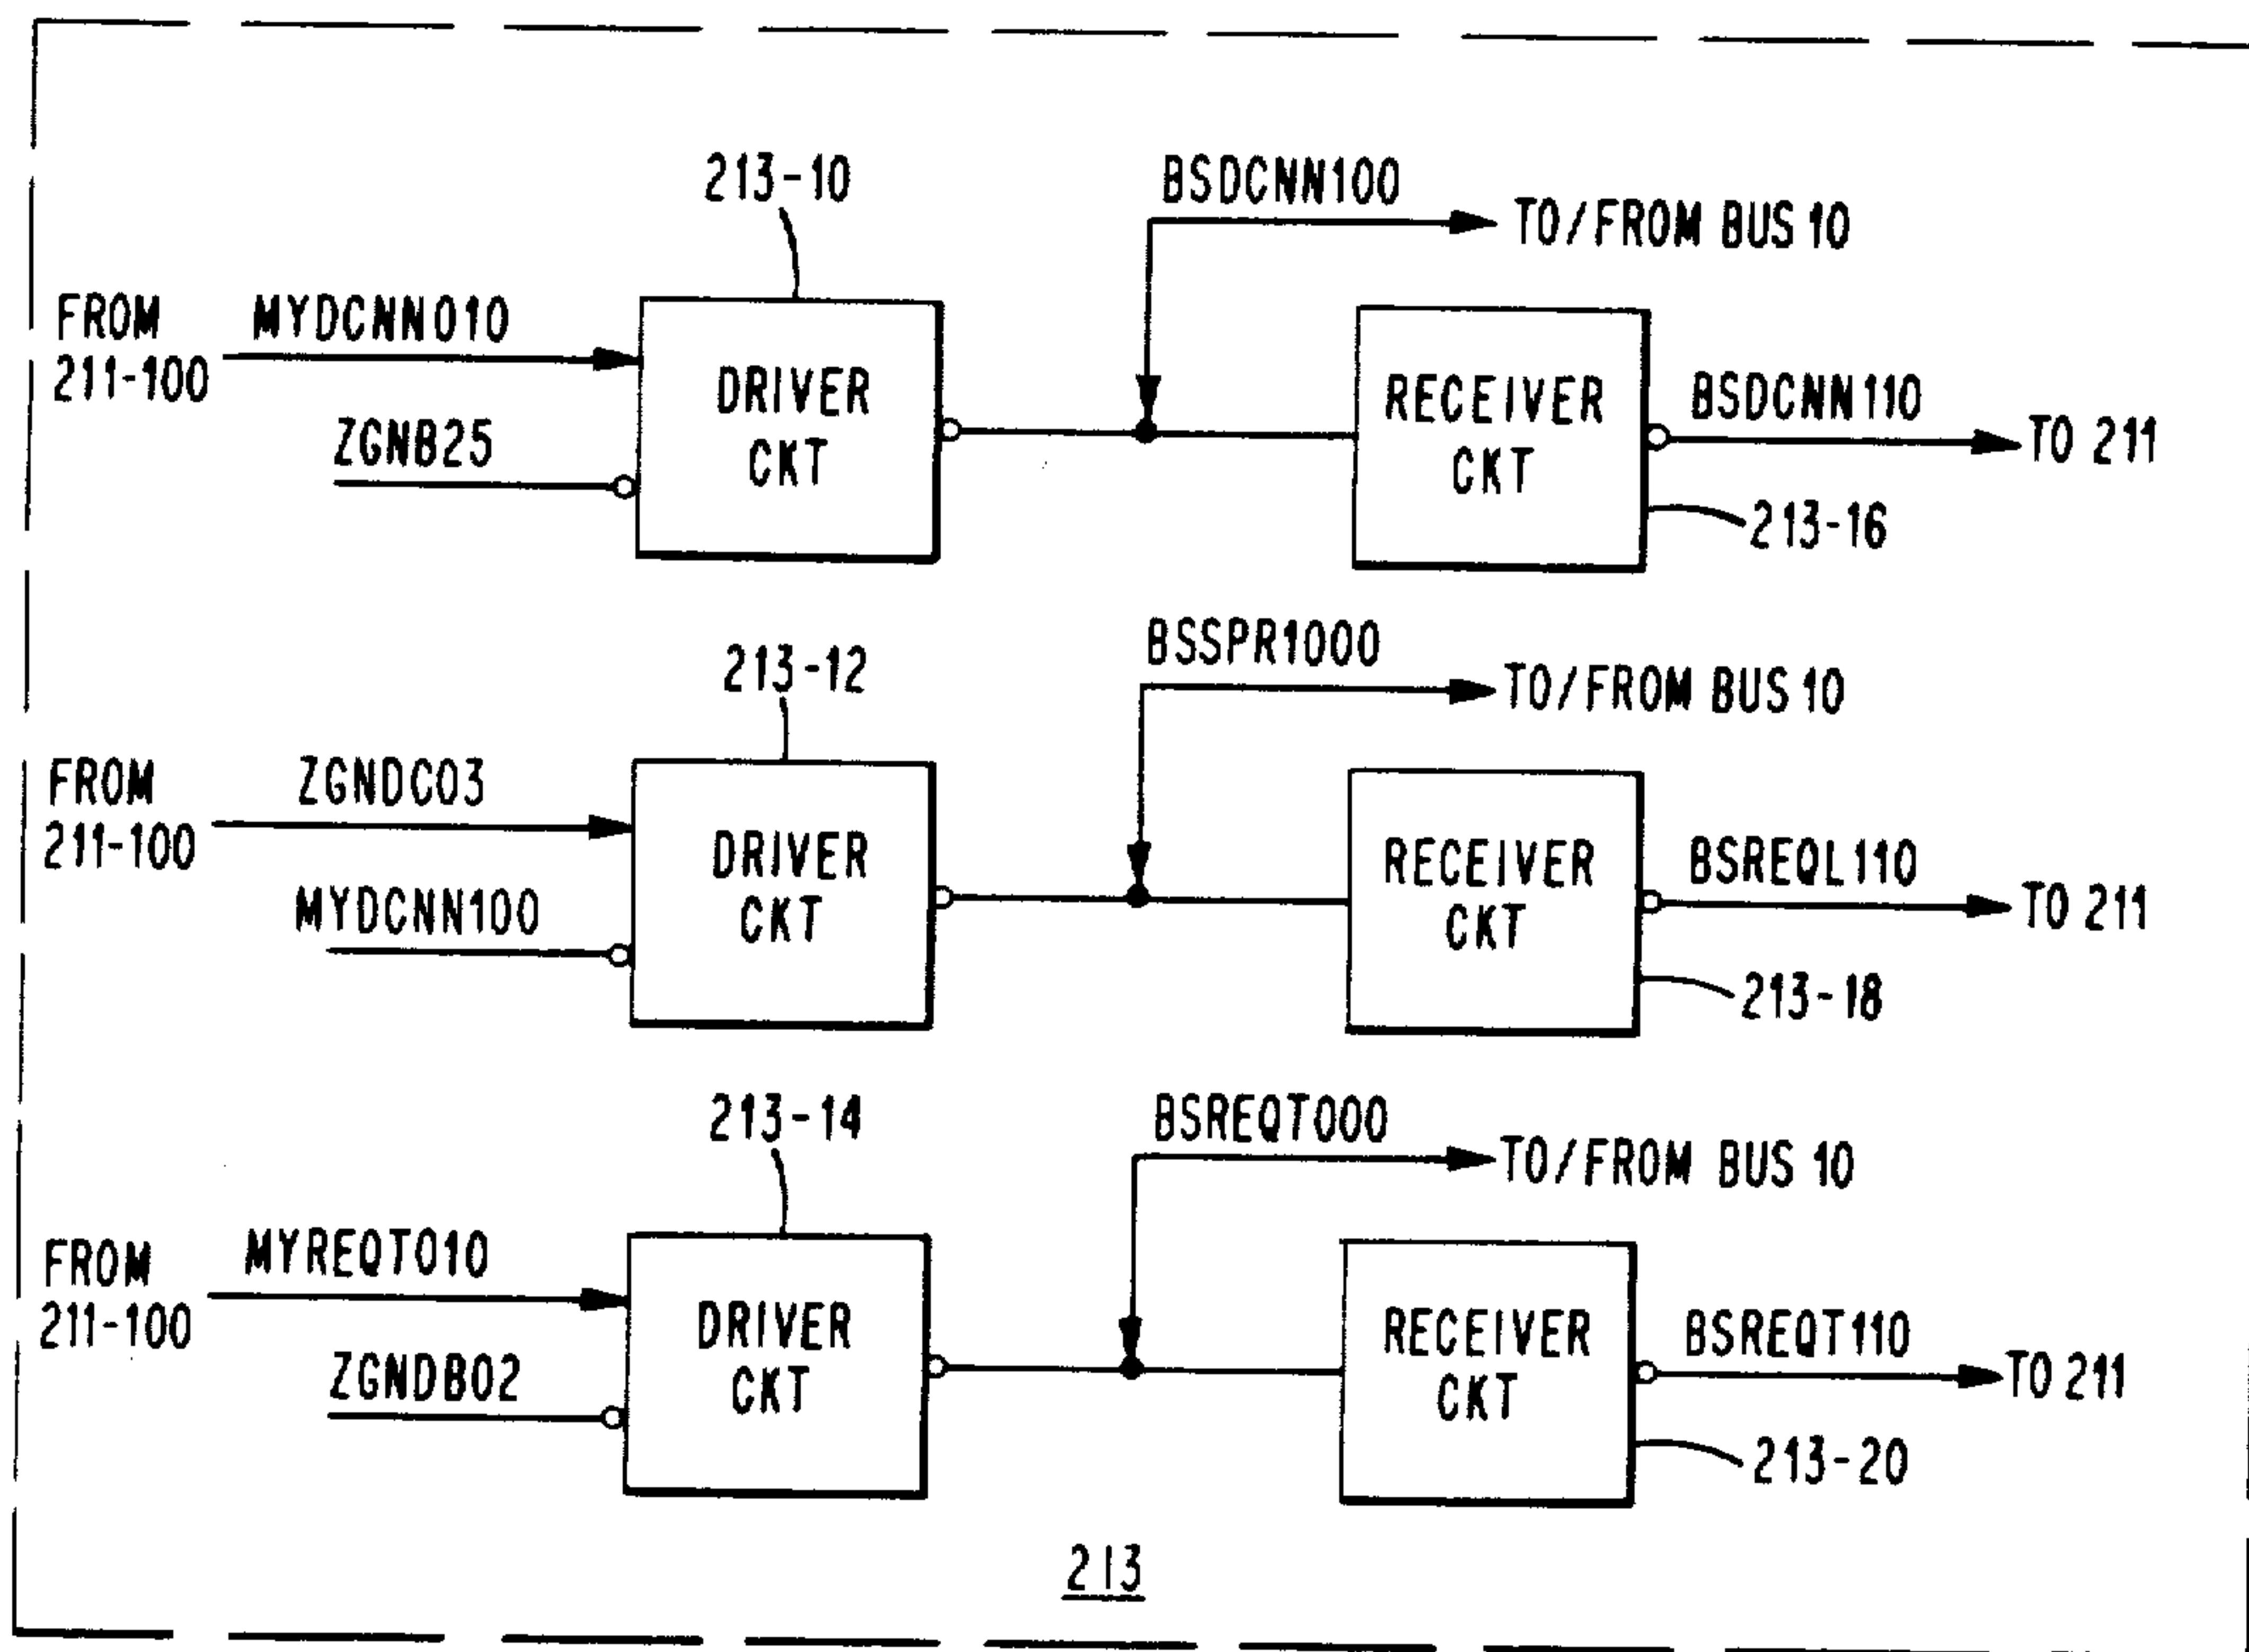 213-10
BSDCNN100
TO/FROM BUS 10
FROM
211-100
MYDCNN010
ZGNB25
DRIVER
CKT
RECEIVER
CKT
BSDCNN110
TO 211
213-16
213-12
BSSPR1000
TO/FROM BUS 10
FROM
211-100
ZGNDC03
MYDCNN100
DRIVER
CKT
RECEIVER
CKT
BSREQL110
TO 211
213-18
213-14
BSREQT000
TO/FROM BUS 10
FROM
211-100
MYREQT010
ZGNDB02
DRIVER
CKT
RECEIVER
CKT
BSREQT110
TO 211
213-20
213